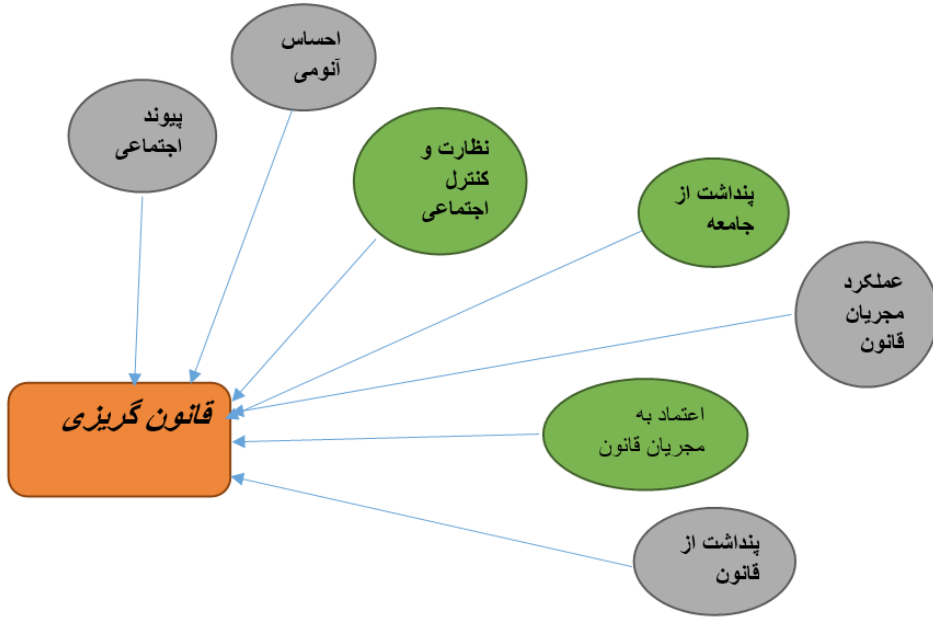 احساس
آنومی
پیوند
اجتماعی
نظارت و
کنترل
اجتماعی
پنداشت از
جامعه
عملکرد
مجریان
قانون
قانون گریزی
اعتماد به
مجریان قانون
پنداشت از
قانون